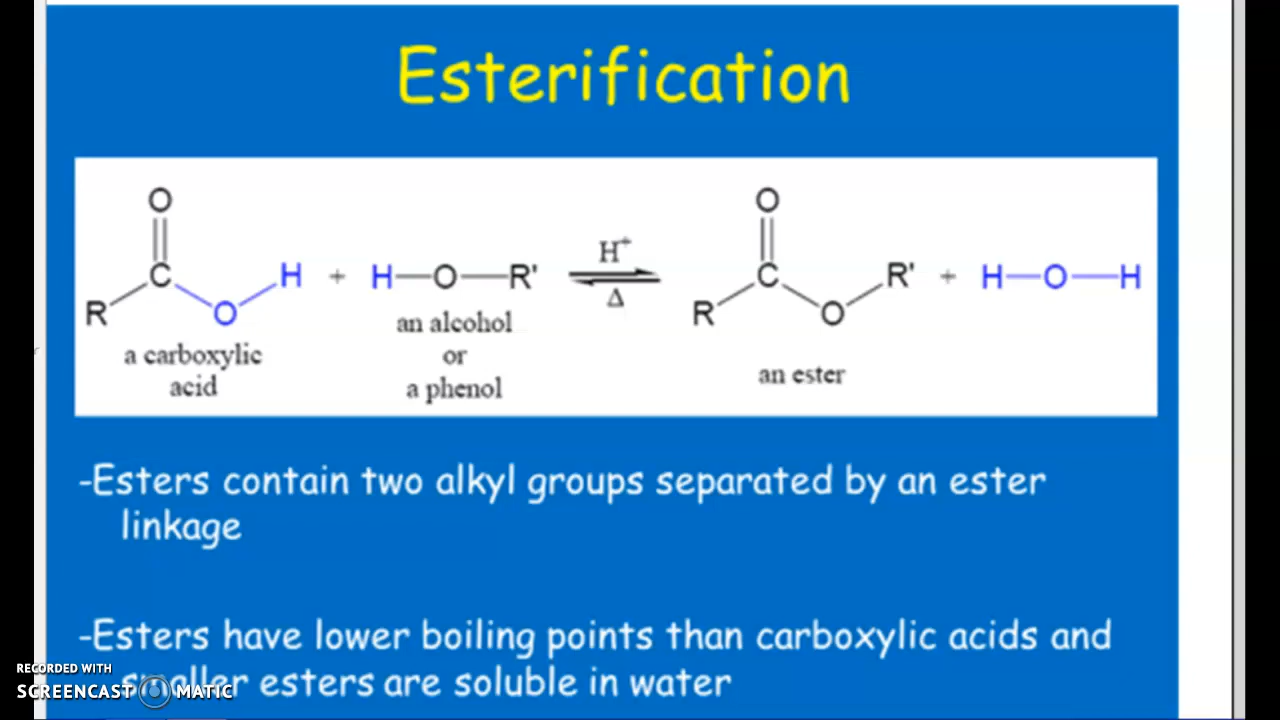 Esterification
O
O
H+
C
H
+
H—O—R'
C
R'
+
H—O—H
Δ
R
O
R
O
an alcohol
a carboxylic
or
acid
a phenol
an ester
-Esters contain two alkyl groups separated by an ester
linkage
-Esters have lower boiling points than carboxylic acids and
smaller esters are soluble in water
RECORDED WITH
SCREENCAST MATIC